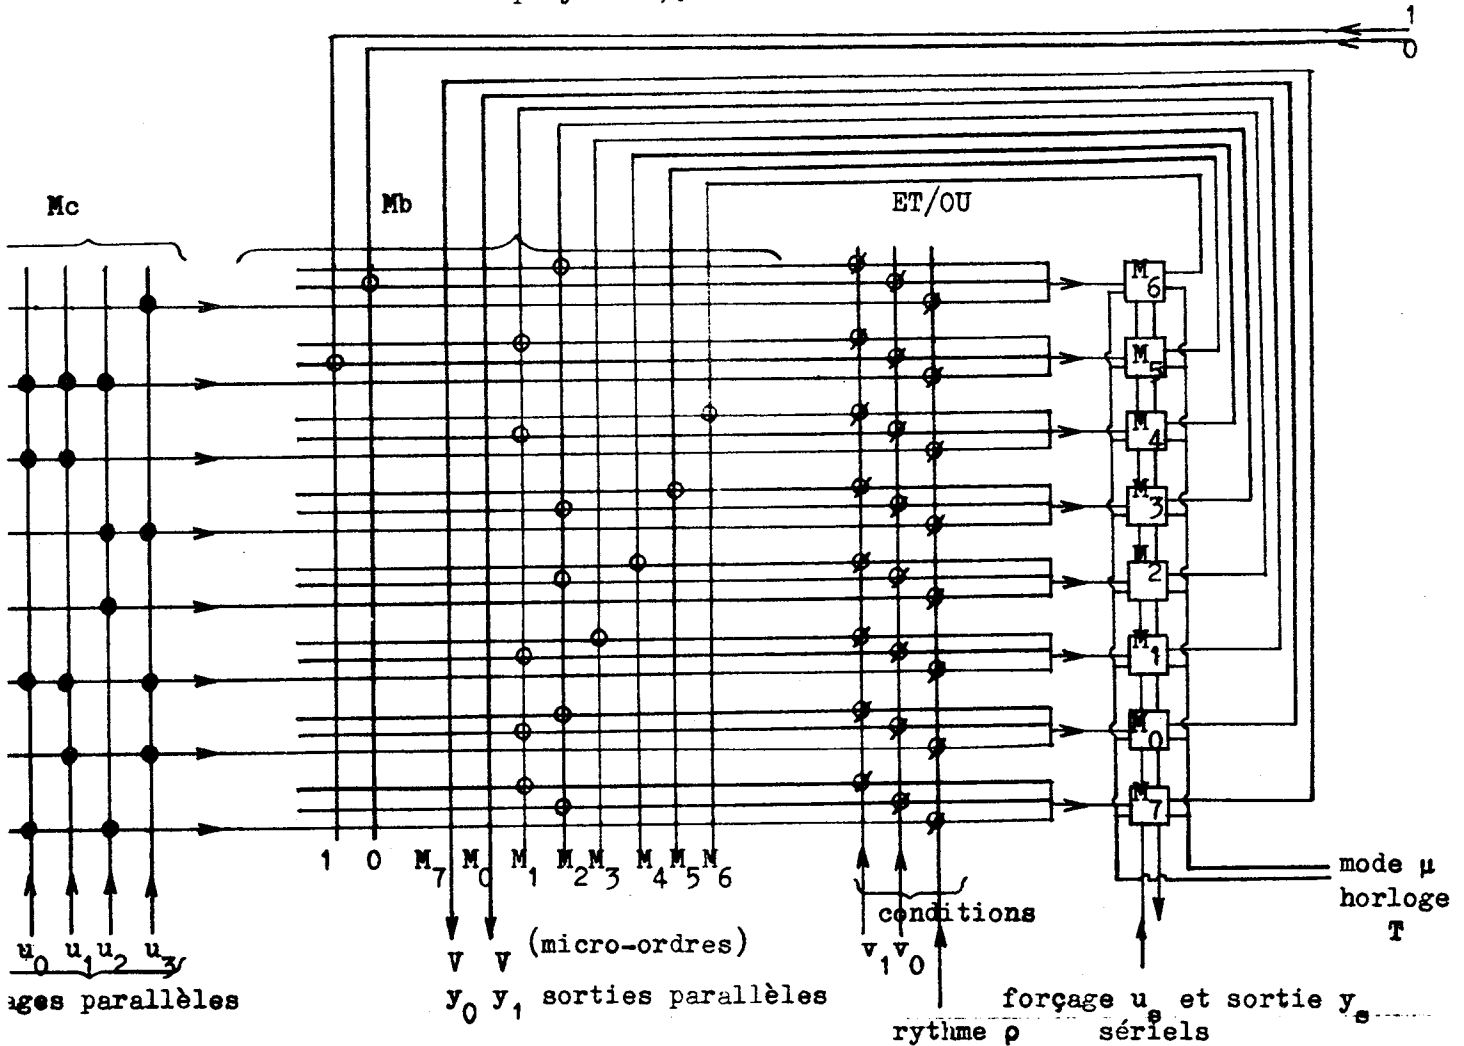 1
0
Mc
Mb
ET/OU
M6
M5
M4
M3
M2
M1
M0
M7
1 0 M7 M0 M1 M2 M3 M4 M5 M6
mode μ
horloge
T
conditions
u0 u1 u2 u3
V V (micro-ordres)
v1 v0
ages parallèles
y0 y1 sorties parallèles
forçage us et sortie ys
rythme ρ sériels